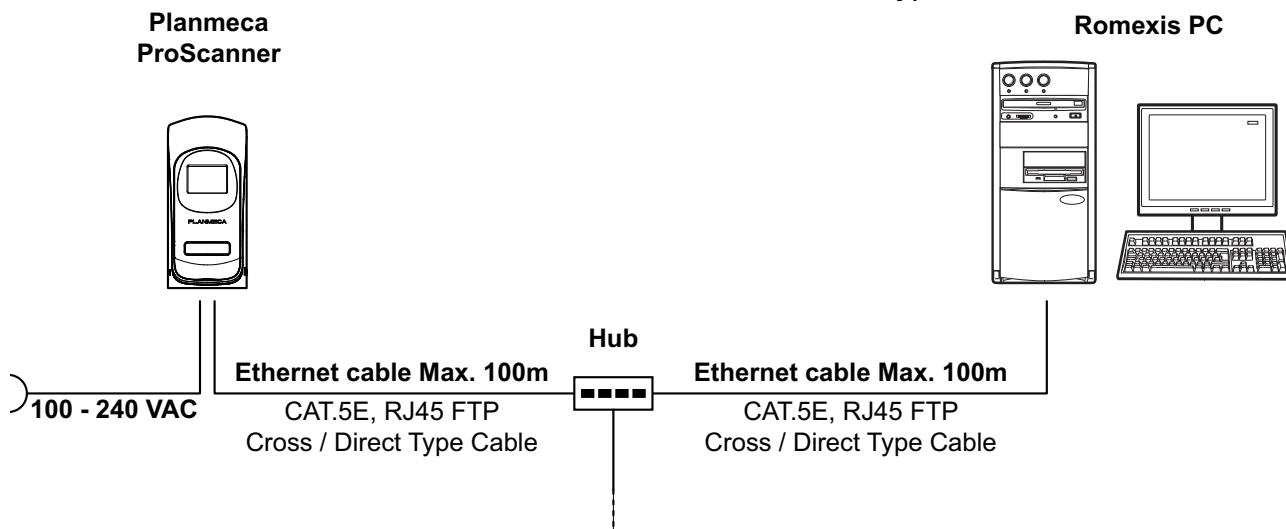 Planmeca
ProScanner
Romexis PC
PLANMECA
Hub
Ethernet cable Max. 100m
Ethernet cable Max. 100m
100 - 240 VAC
CAT.5E, RJ45 FTP
Cross / Direct Type Cable
CAT.5E, RJ45 FTP
Cross / Direct Type Cable